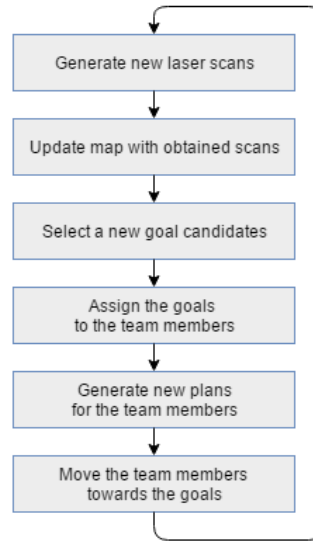 Generate new laser scans
Update map with obtained scans
Select a new goal candidates
Assign the goals
to the team members
Generate new plans
for the team members
Move the team members
towards the goals